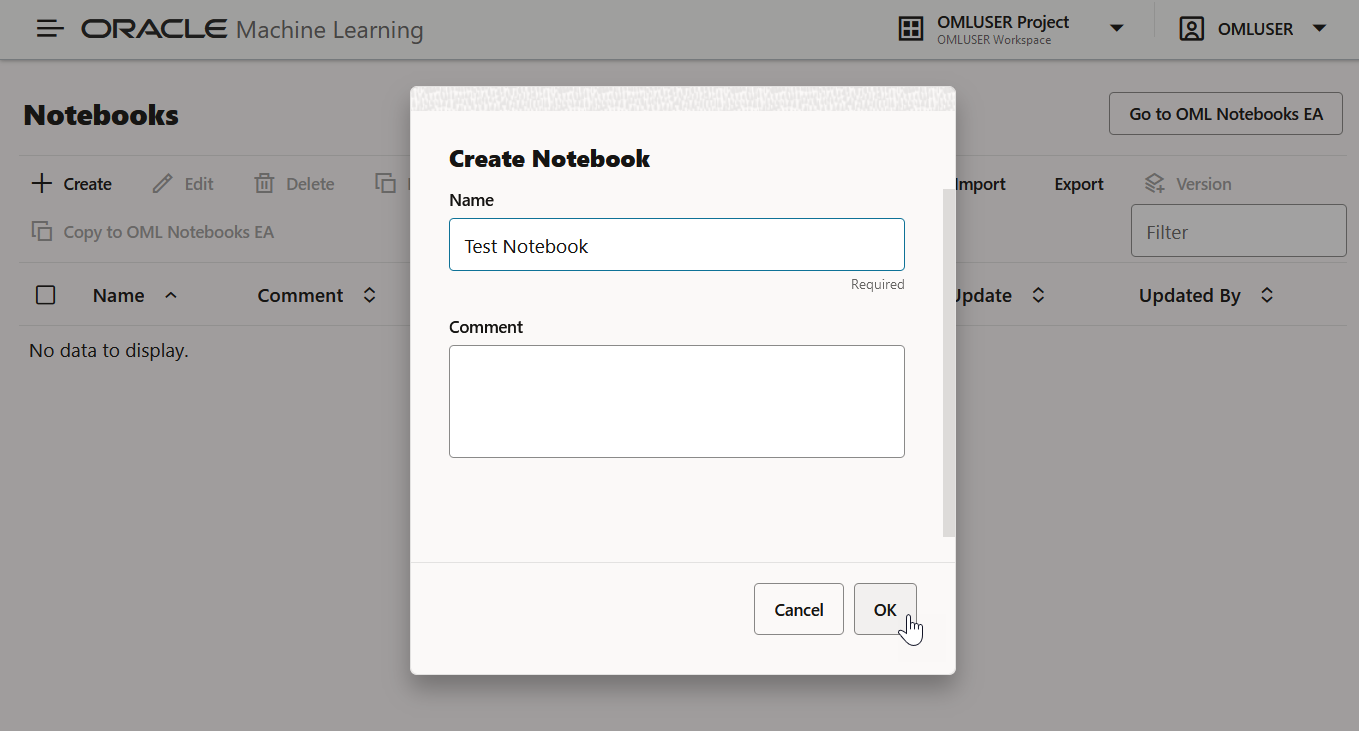 ORACLE Machine Learning
OMLUSER Project
OMLUSER Workspace
OMLUSER
Notebooks
Go to OML Notebooks EA
Create
Edit
Delete
Import
Export
Version
Copy to OML Notebooks EA
Filter
Name
Comment
Update
Updated By
No data to display.
Create Notebook
Name
Test Notebook
Required
Comment
Cancel
OK